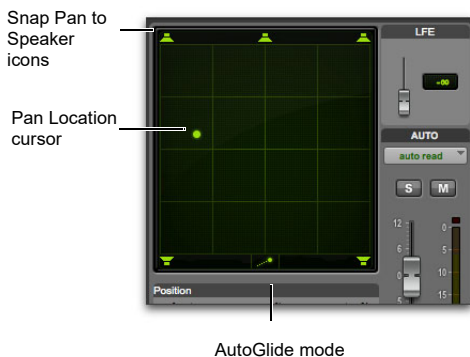 Snap Pan to
Speaker
icons
Pan Location
cursor
LFE
-∞
AUTO
auto read
S M
12
6
0
5
0
5
10
15
Position
AutoGlide mode